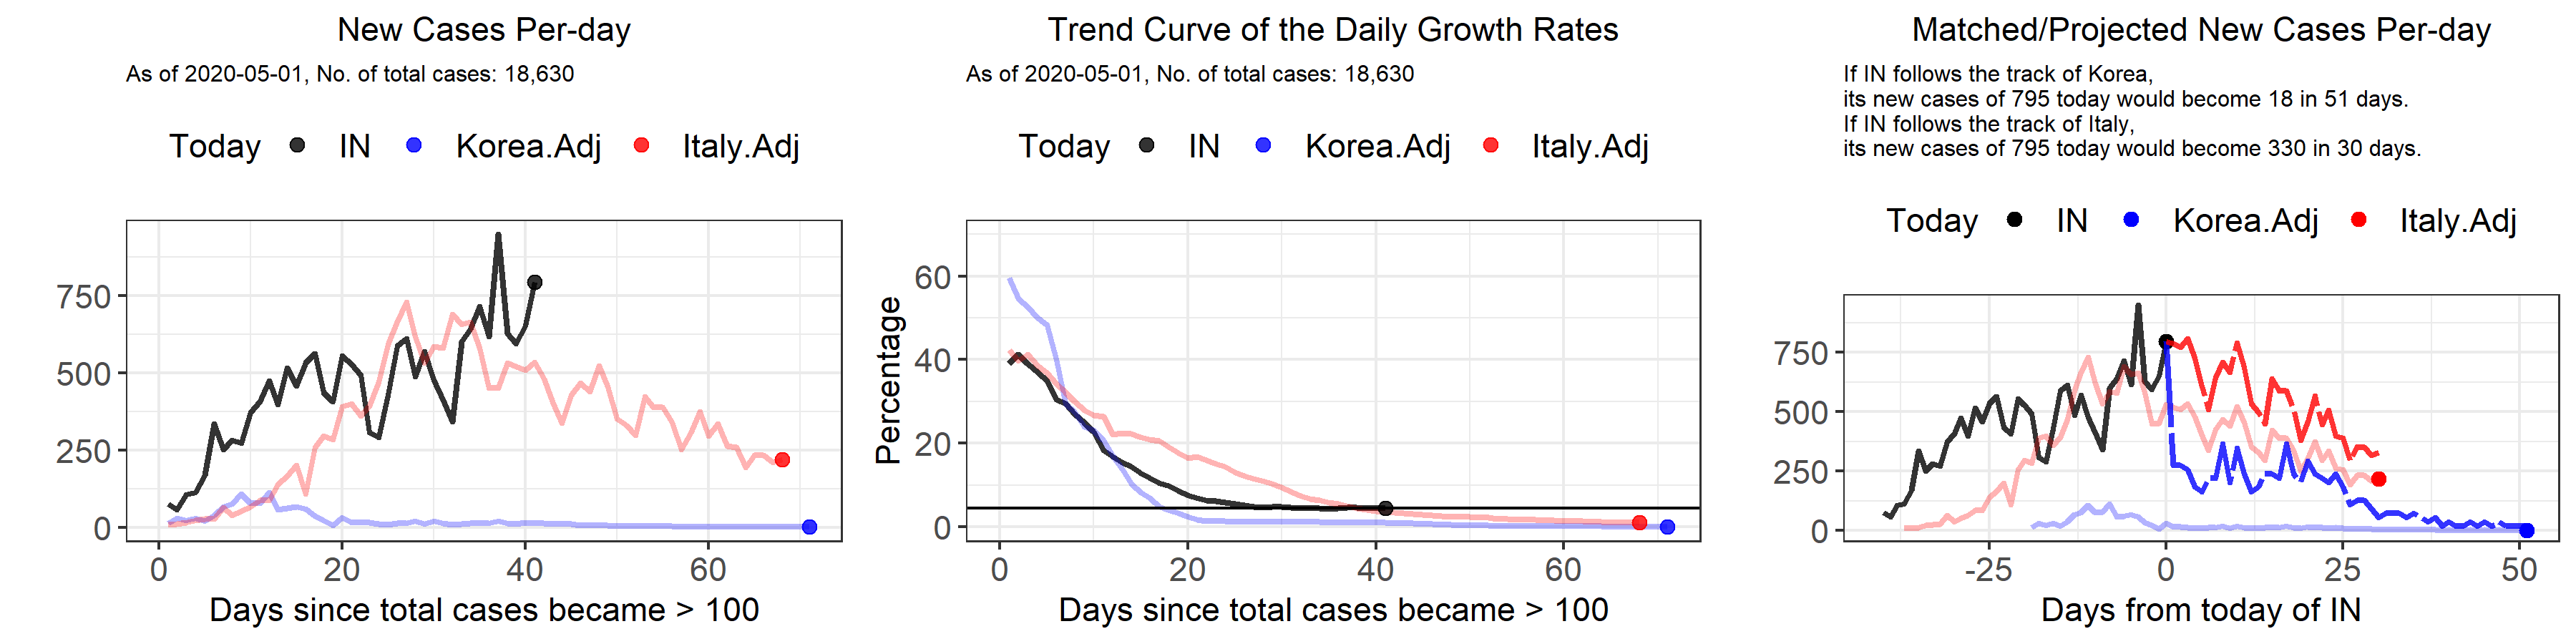 New Cases Per-day
As of 2020-05-01, No. of total cases: 18,630
Today IN Korea.Adj Italy.Adj
750
500
250
0
0 20 40 60
Days since total cases became > 100
Trend Curve of the Daily Growth Rates
As of 2020-05-01, No. of total cases: 18,630
Today IN Korea.Adj Italy.Adj
Percentage
60
40
20
0
0 20 40 60
Days since total cases became > 100
Matched/Projected New Cases Per-day
If IN follows the track of Korea,
its new cases of 795 today would become 18 in 51 days.
If IN follows the track of Italy,
its new cases of 795 today would become 330 in 30 days.
Today IN Korea.Adj Italy.Adj
750
500
250
0
-25 0 25 50
Days from today of IN